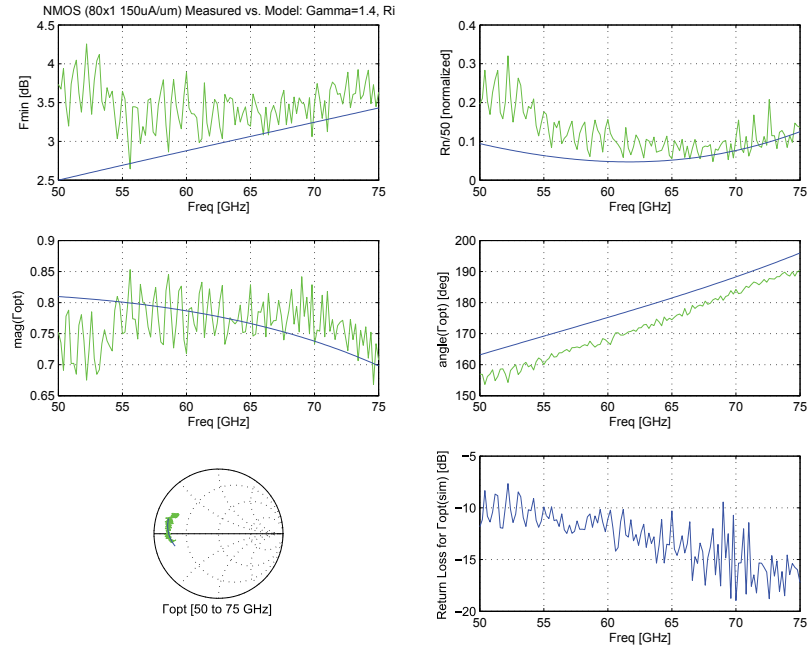 NMOS (80x1 150uA/um) Measured vs. Model: Gamma=1.4, Ri
4.5
4
3.5
3
2.5
Fmin [dB]
50 55 60 65 70 75
Freq [GHz]
0.4
0.3
0.2
0.1
0
Rn/50 [normalized]
50 55 60 65 70 75
Freq [GHz]
0.9
0.85
0.8
0.75
0.7
0.65
mag(Γopt)
50 55 60 65 70 75
Freq [GHz]
200
190
180
170
160
150
angle(Γopt) [deg]
50 55 60 65 70 75
Freq [GHz]
Γopt [50 to 75 GHz]
−5
−10
−15
−20
Return Loss for Γopt(sim) [dB]
50 55 60 65 70 75
Freq [GHz]